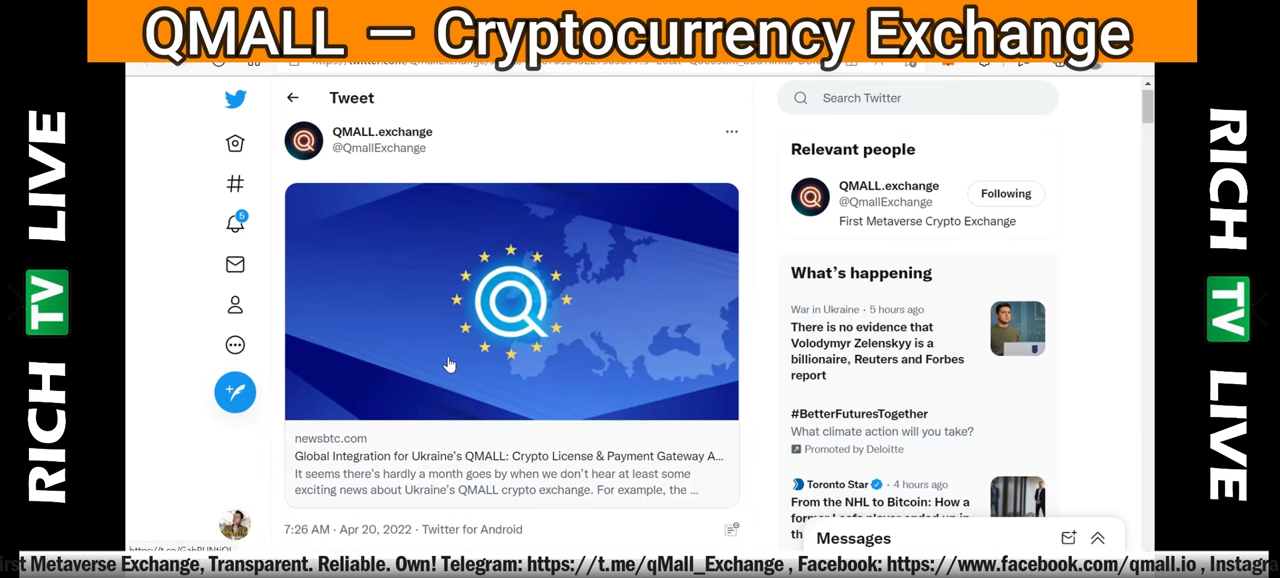 QMALL — Cryptocurrency Exchange
Tweet
Search Twitter
QMALL.exchange
@QmallExchange
Relevant people
QMALL.exchange
@QmallExchange
Following
First Metaverse Crypto Exchange
What's happening
War in Ukraine · 5 hours ago
There is no evidence that
Volodymyr Zelenskyy is a
billionaire, Reuters and Forbes
report
#BetterFuturesTogether
What climate action will you take?
Promoted by Deloitte
Toronto Star · 4 hours ago
From the NHL to Bitcoin: How a
5
newsbtc.com
Global Integration for Ukraine's QMALL: Crypto License & Payment Gateway A...
It seems there's hardly a month goes by when we don't hear at least some
exciting news about Ukraine's QMALL crypto exchange. For example, the ...
7:26 AM · Apr 20, 2022 · Twitter for Android
Messages
RICH TV LIVE
RICH TV LIVE
Metaverse Exchange, Transparent. Reliable. Own! Telegram: https://t.me/qMall_Exchange , Facebook: https://www.facebook.com/qmall.io ,